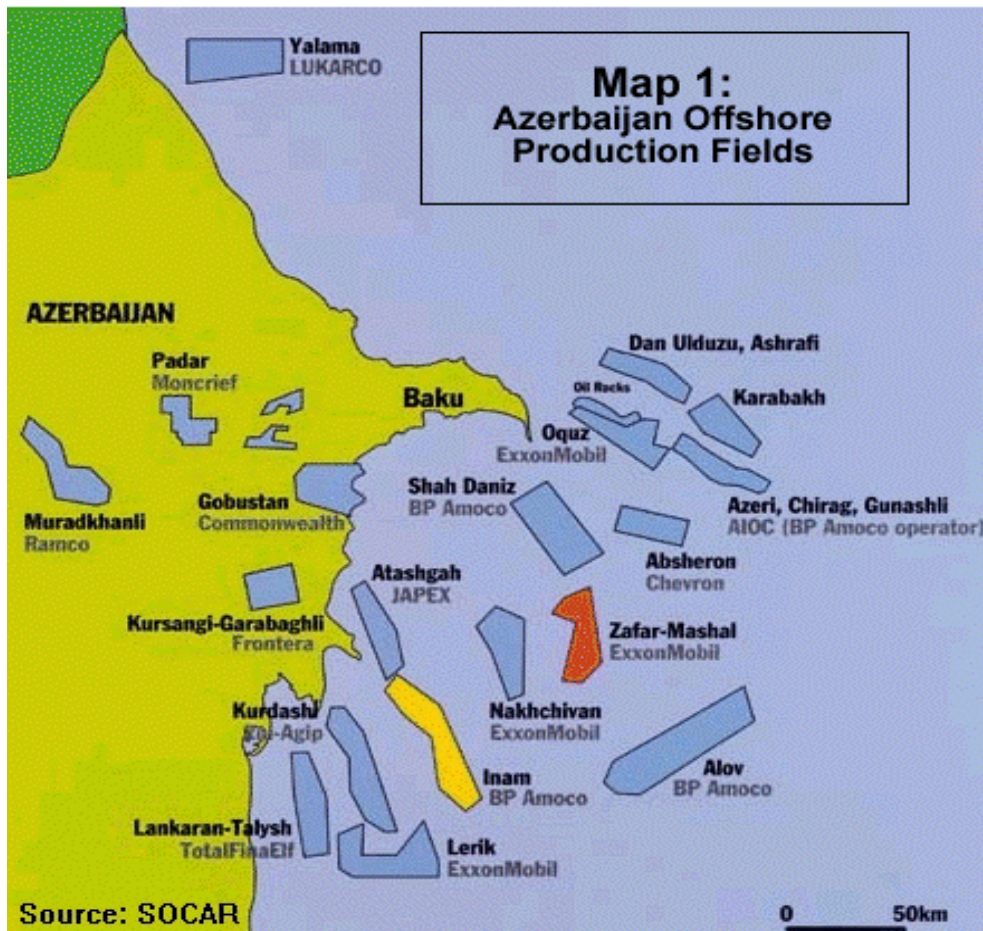 Yalama
LUKARCO
Map 1:
Azerbaijan Offshore
Production Fields
AZERBAIJAN
Padar
Moncrief
Baku
Dan Ulduzu, Ashrafi
Oil Rocks
Karabakh
Oquz
ExxonMobil
Muradkhanli
Ramco
Gobustan
Commonwealth
Shah Daniz
BP Amoco
Azeri, Chirag, Gunashli
AIOC (BP Amoco operator)
Absheron
Chevron
Atashgah
JAPEX
Kursangi-Garabaghli
Frontera
Zafar-Mashal
ExxonMobil
Kurdashi
Eni-Agip
Nakhchivan
ExxonMobil
Inam
BP Amoco
Alov
BP Amoco
Lankaran-Talysh
TotalFinaElf
Lerik
ExxonMobil
Source: SOCAR
0 50km